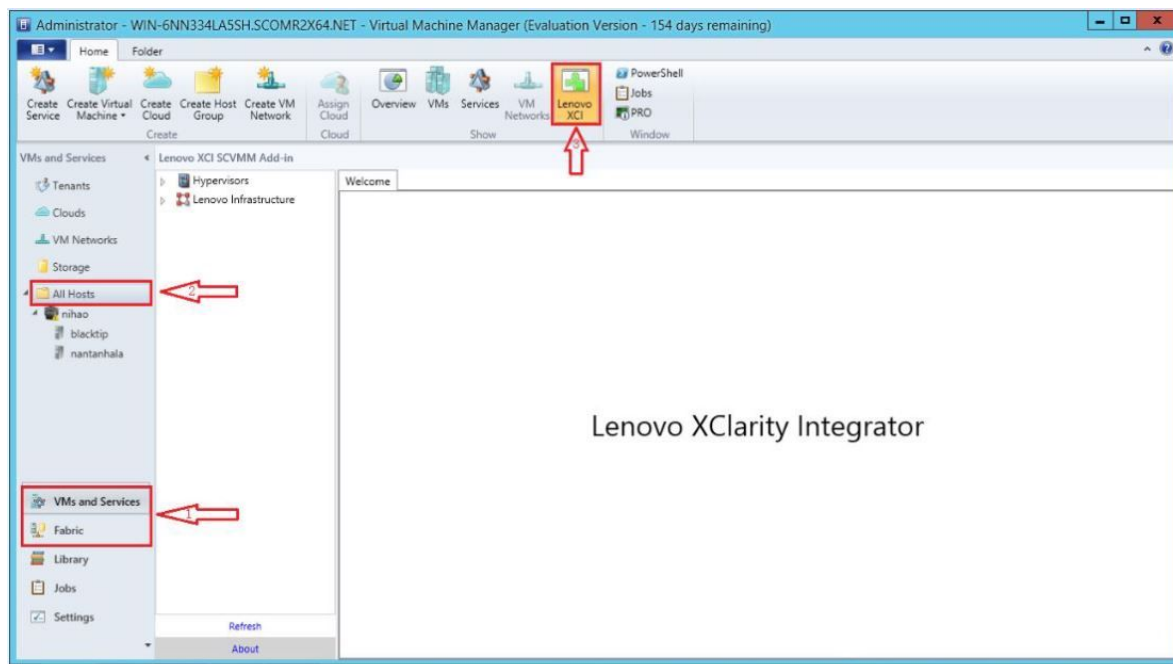 Administrator - WIN-6NN334LA5SH.SCOMR2X64.NET - Virtual Machine Manager (Evaluation Version - 154 days remaining)
Home Folder
Create Service
Create Virtual Machine
Create Cloud
Create Host Group
Create VM Network
Assign Cloud
Overview
VMs
Services
VM Networks
Lenovo XCI
PowerShell
Jobs
PRO
Create Cloud Show Window
3
VMs and Services
Lenovo XCI SCVMM Add-in
Tenants
Clouds
VM Networks
Storage
All Hosts
2
nihao
blacktip
nantanhala
Hypervisors
Lenovo Infrastructure
Welcome
Lenovo XClarity Integrator
VMs and Services
1
Fabric
Library
Jobs
Settings
Refresh
About